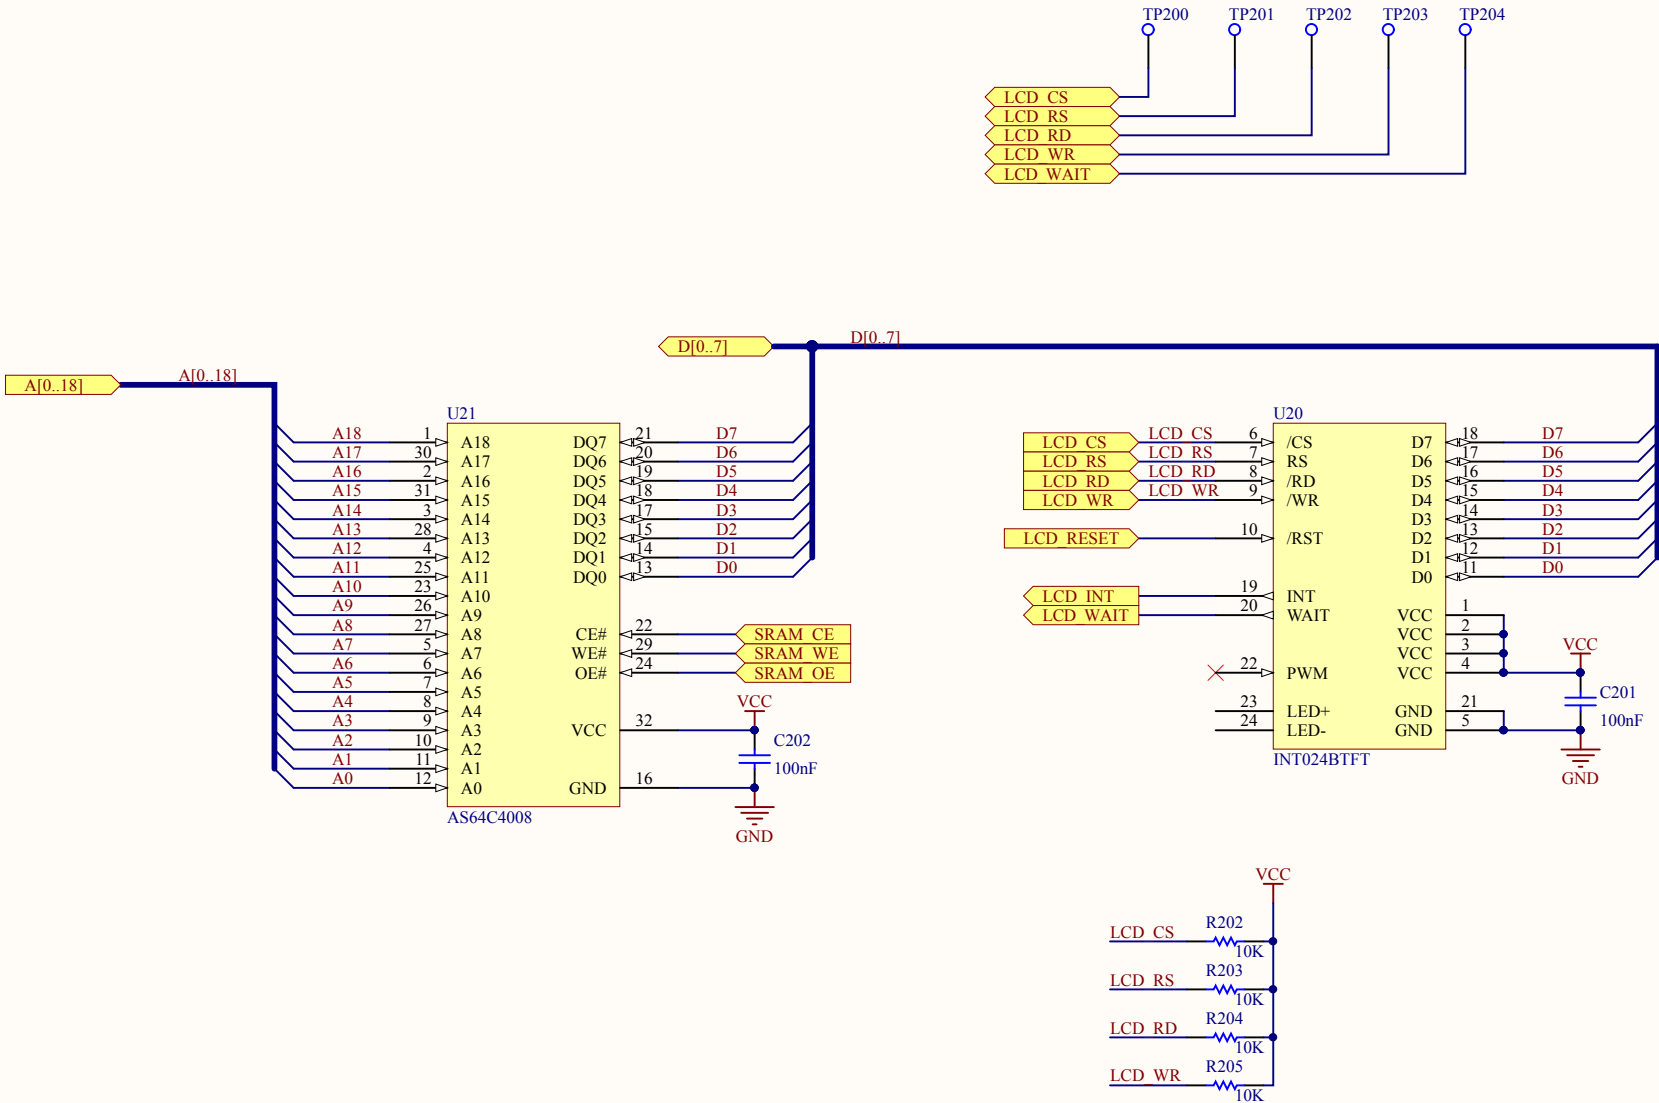 TP200 TP201 TP202 TP203 TP204
LCD_CS
LCD_RS
LCD_RD
LCD_WR
LCD_WAIT
D[0..7] D[0..7]
A[0..18] A[0..18]
U21
A18 1 A18 DQ7 21 D7
A17 30 A17 DQ6 20 D6
A16 2 A16 DQ5 19 D5
A15 31 A15 DQ4 18 D4
A14 3 A14 DQ3 17 D3
A13 28 A13 DQ2 15 D2
A12 4 A12 DQ1 14 D1
A11 25 A11 DQ0 13 D0
A10 23 A10
A9 26 A9
A8 27 A8 CE# 22 SRAM_CE
A7 5 A7 WE# 29 SRAM_WE
A6 6 A6 OE# 24 SRAM_OE
A5 7 A5
A4 8 A4 VCC
A3 9 A3 VCC 32
A2 10 A2 C202
A1 11 A1 100nF
A0 12 A0 GND 16
AS64C4008
GND
U20
LCD_CS LCD_CS 6 /CS D7 18 D7
LCD_RS LCD_RS 7 RS D6 17 D6
LCD_RD LCD_RD 8 /RD D5 16 D5
LCD_WR LCD_WR 9 /WR D4 15 D4
D3 14 D3
LCD_RESET 10 /RST D2 13 D2
D1 12 D1
D0 11 D0
LCD_INT 19 INT
LCD_WAIT 20 WAIT VCC 1
VCC 2
VCC 3 VCC
22 PWM VCC 4
C201
23 LED+ GND 21 100nF
24 LED- GND 5
INT024BTFT
GND
VCC
R202
LCD_CS
10K
R203
LCD_RS
10K
R204
LCD_RD
10K
R205
LCD_WR
10K